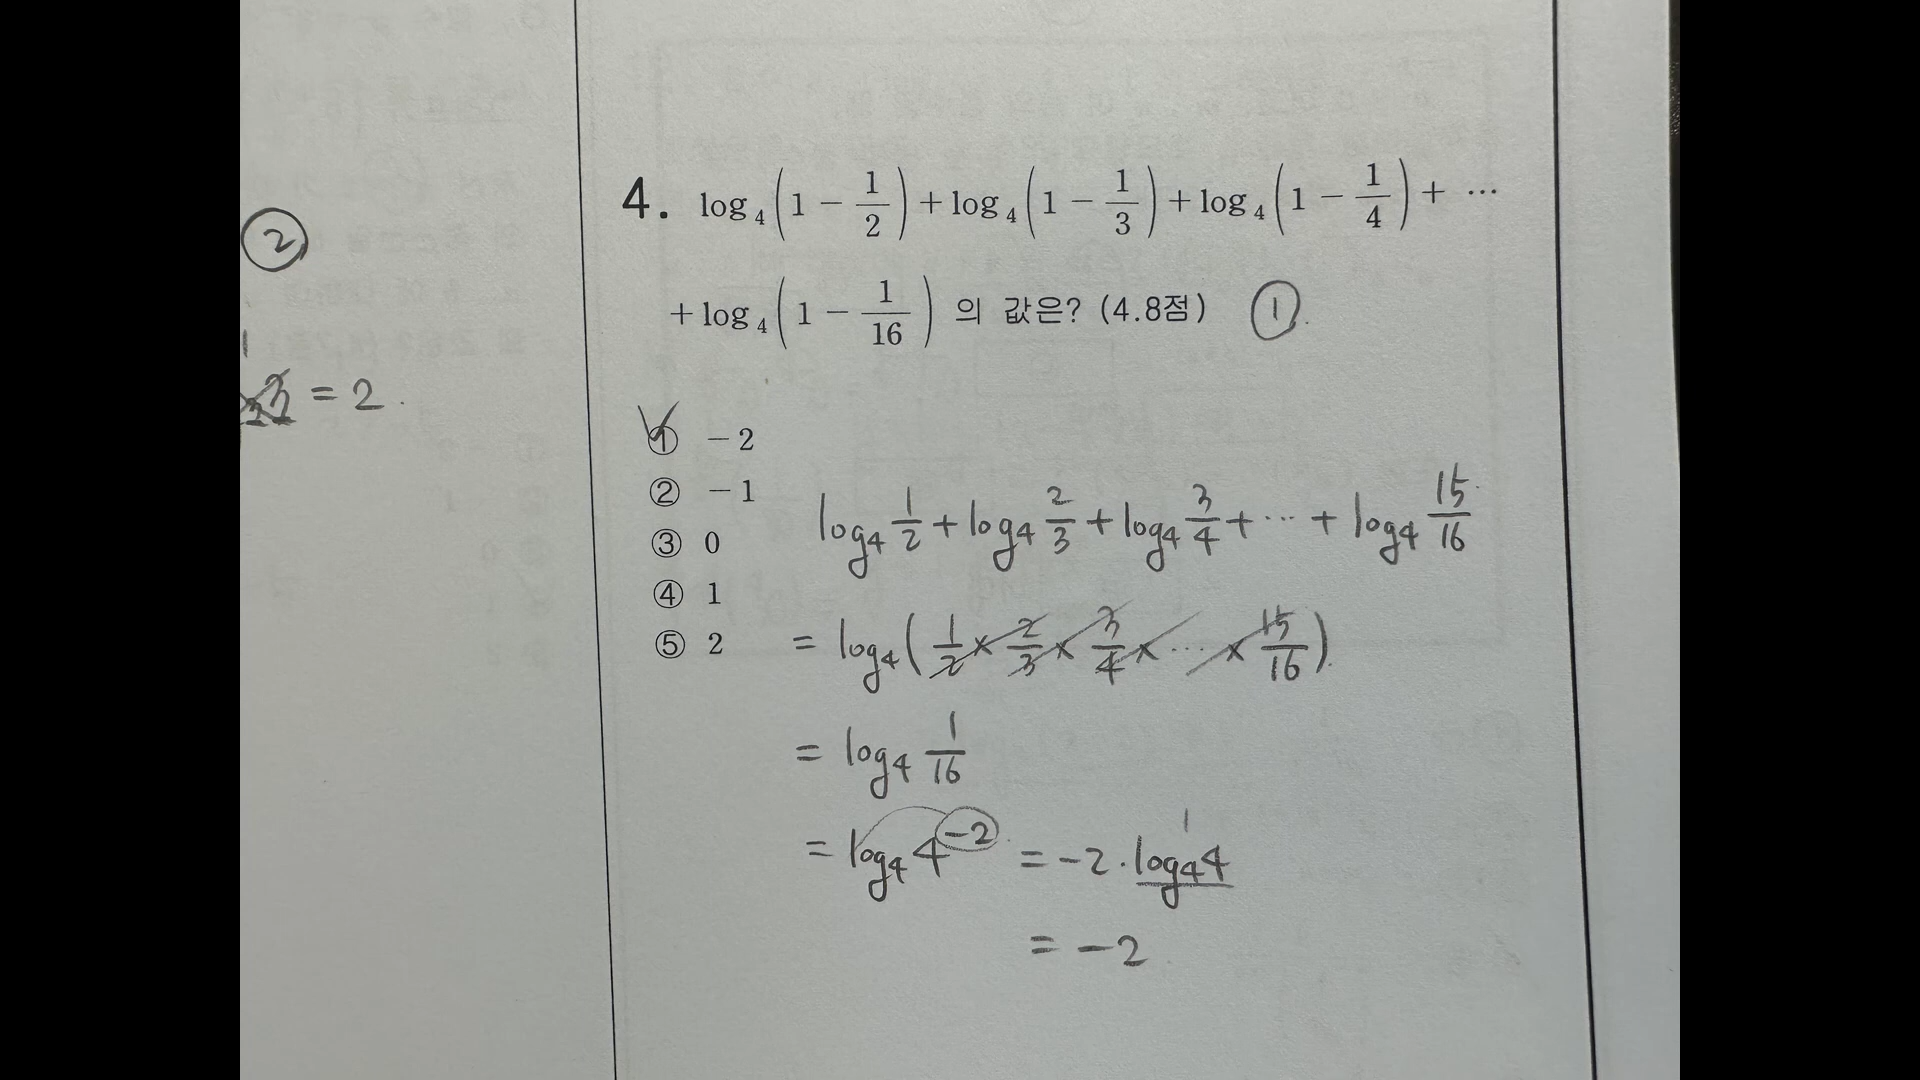 ②
= 2.
4. log₄(1 − 1/2) + log₄(1 − 1/3) + log₄(1 − 1/4) + ⋯
+ log₄(1 − 1/16) 의 값은? (4.8점) ①.
① −2
② −1
③ 0
④ 1
⑤ 2
log₄ 1/2 + log₄ 2/3 + log₄ 3/4 + ⋯ + log₄ 15/16
= log₄(1/2 × 2/3 × 3/4 × ⋯ × 15/16)
= log₄ 1/16
= log₄ 4⁻² = −2 · log₄ 4
1
= −2